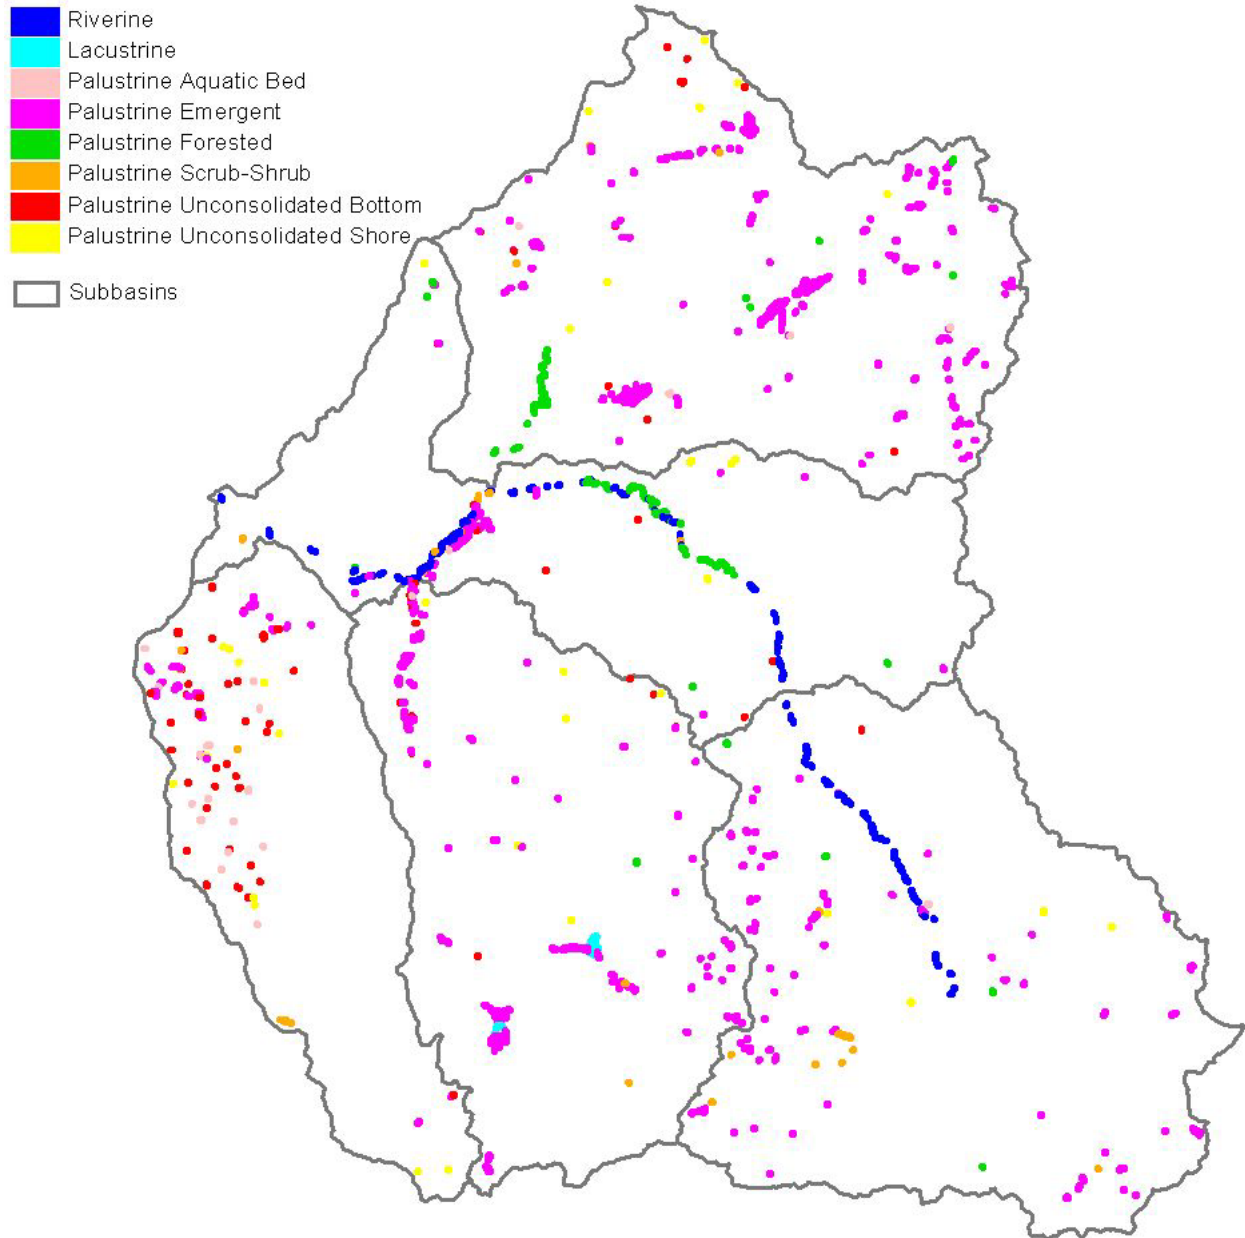 Riverine
Lacustrine
Palustrine Aquatic Bed
Palustrine Emergent
Palustrine Forested
Palustrine Scrub-Shrub
Palustrine Unconsolidated Bottom
Palustrine Unconsolidated Shore
Subbasins